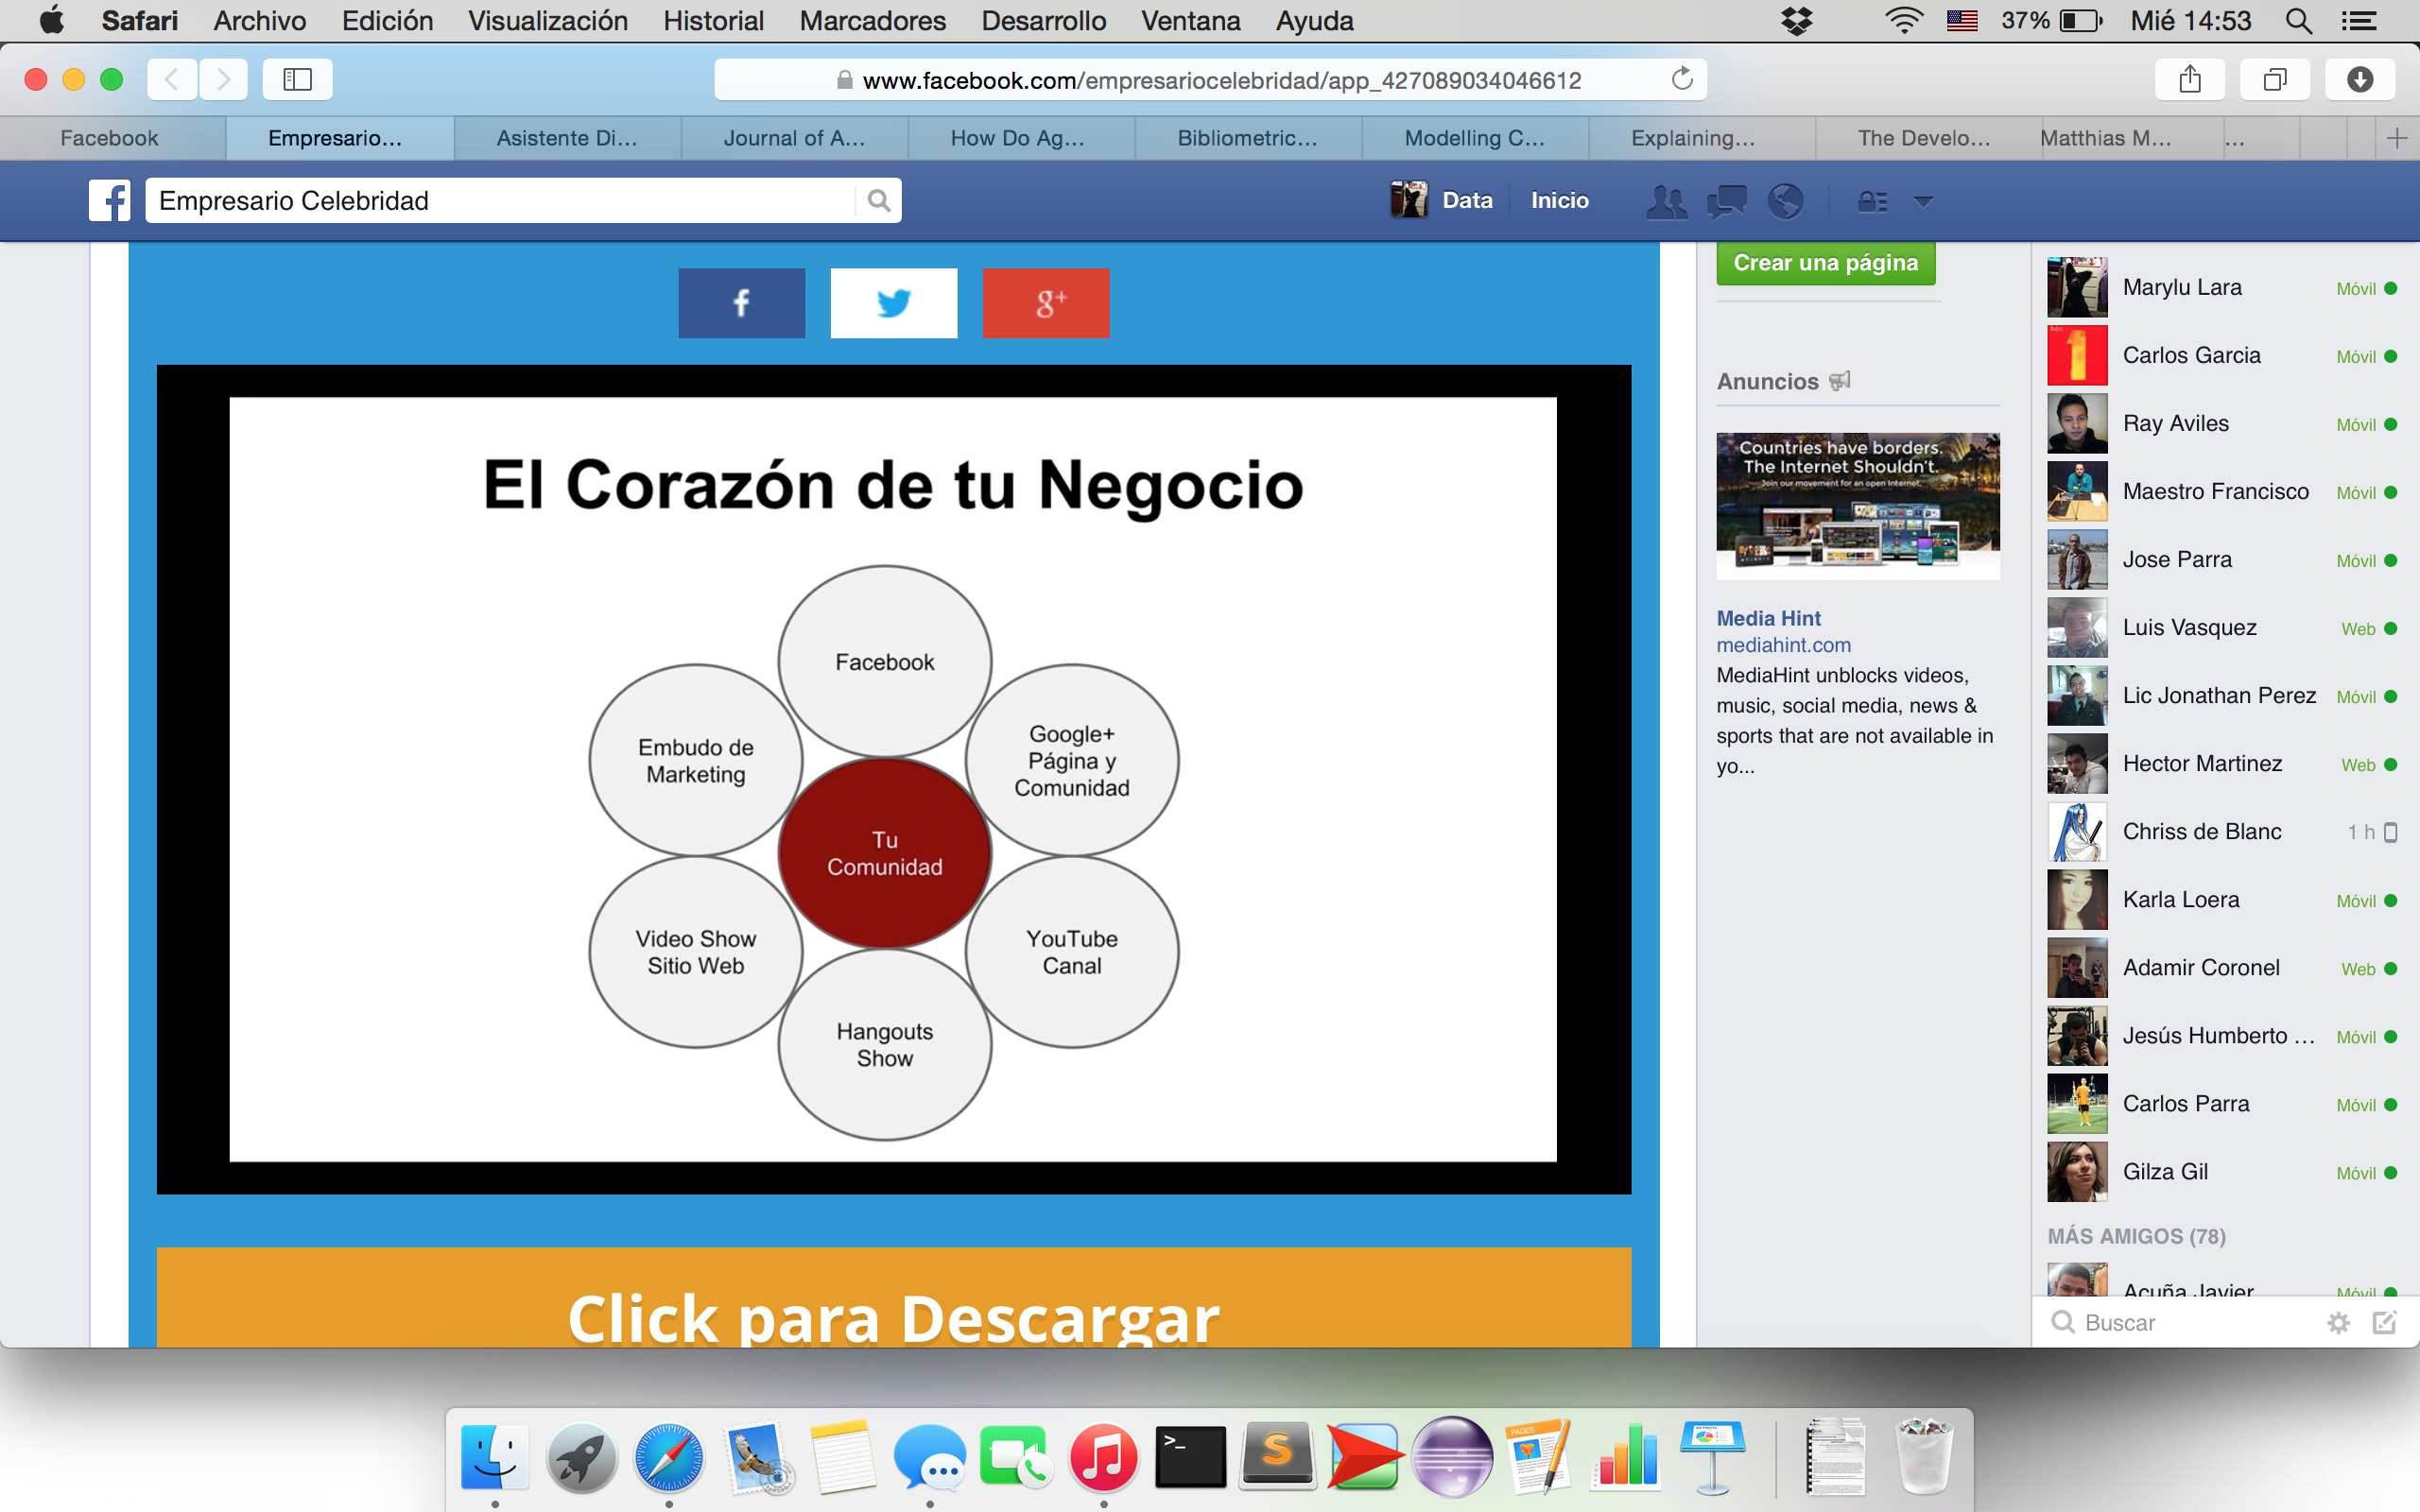 Safari Archivo Edición Visualización Historial Marcadores Desarrollo Ventana Ayuda 37% Mié 14:53
www.facebook.com/empresariocelebridad/app_427089034046612
Facebook Empresario... Asistente Di... Journal of A... How Do Ag... Bibliometric... Modelling C... Explaining... The Develo... Matthias M... ...
Empresario Celebridad Data Inicio
f g+
El Corazón de tu Negocio
Facebook
Google+
Página y
Comunidad
Embudo de
Marketing
Tu
Comunidad
Video Show
Sitio Web
YouTube
Canal
Hangouts
Show
Click para Descargar
Crear una página
Anuncios
Countries have borders.
The Internet Shouldn't.
Join our movement for an open Internet.
Media Hint
mediahint.com
MediaHint unblocks videos,
music, social media, news &
sports that are not available in
yo...
Marylu Lara Móvil
Carlos Garcia Móvil
Ray Aviles Móvil
Maestro Francisco Móvil
Jose Parra Móvil
Luis Vasquez Web
Lic Jonathan Perez Móvil
Hector Martinez Web
Chriss de Blanc 1 h
Karla Loera Móvil
Adamir Coronel Web
Jesús Humberto ... Móvil
Carlos Parra Móvil
Gilza Gil Móvil
MÁS AMIGOS (78)
Acuña Javier Móvil
Buscar
>_ S PAGES